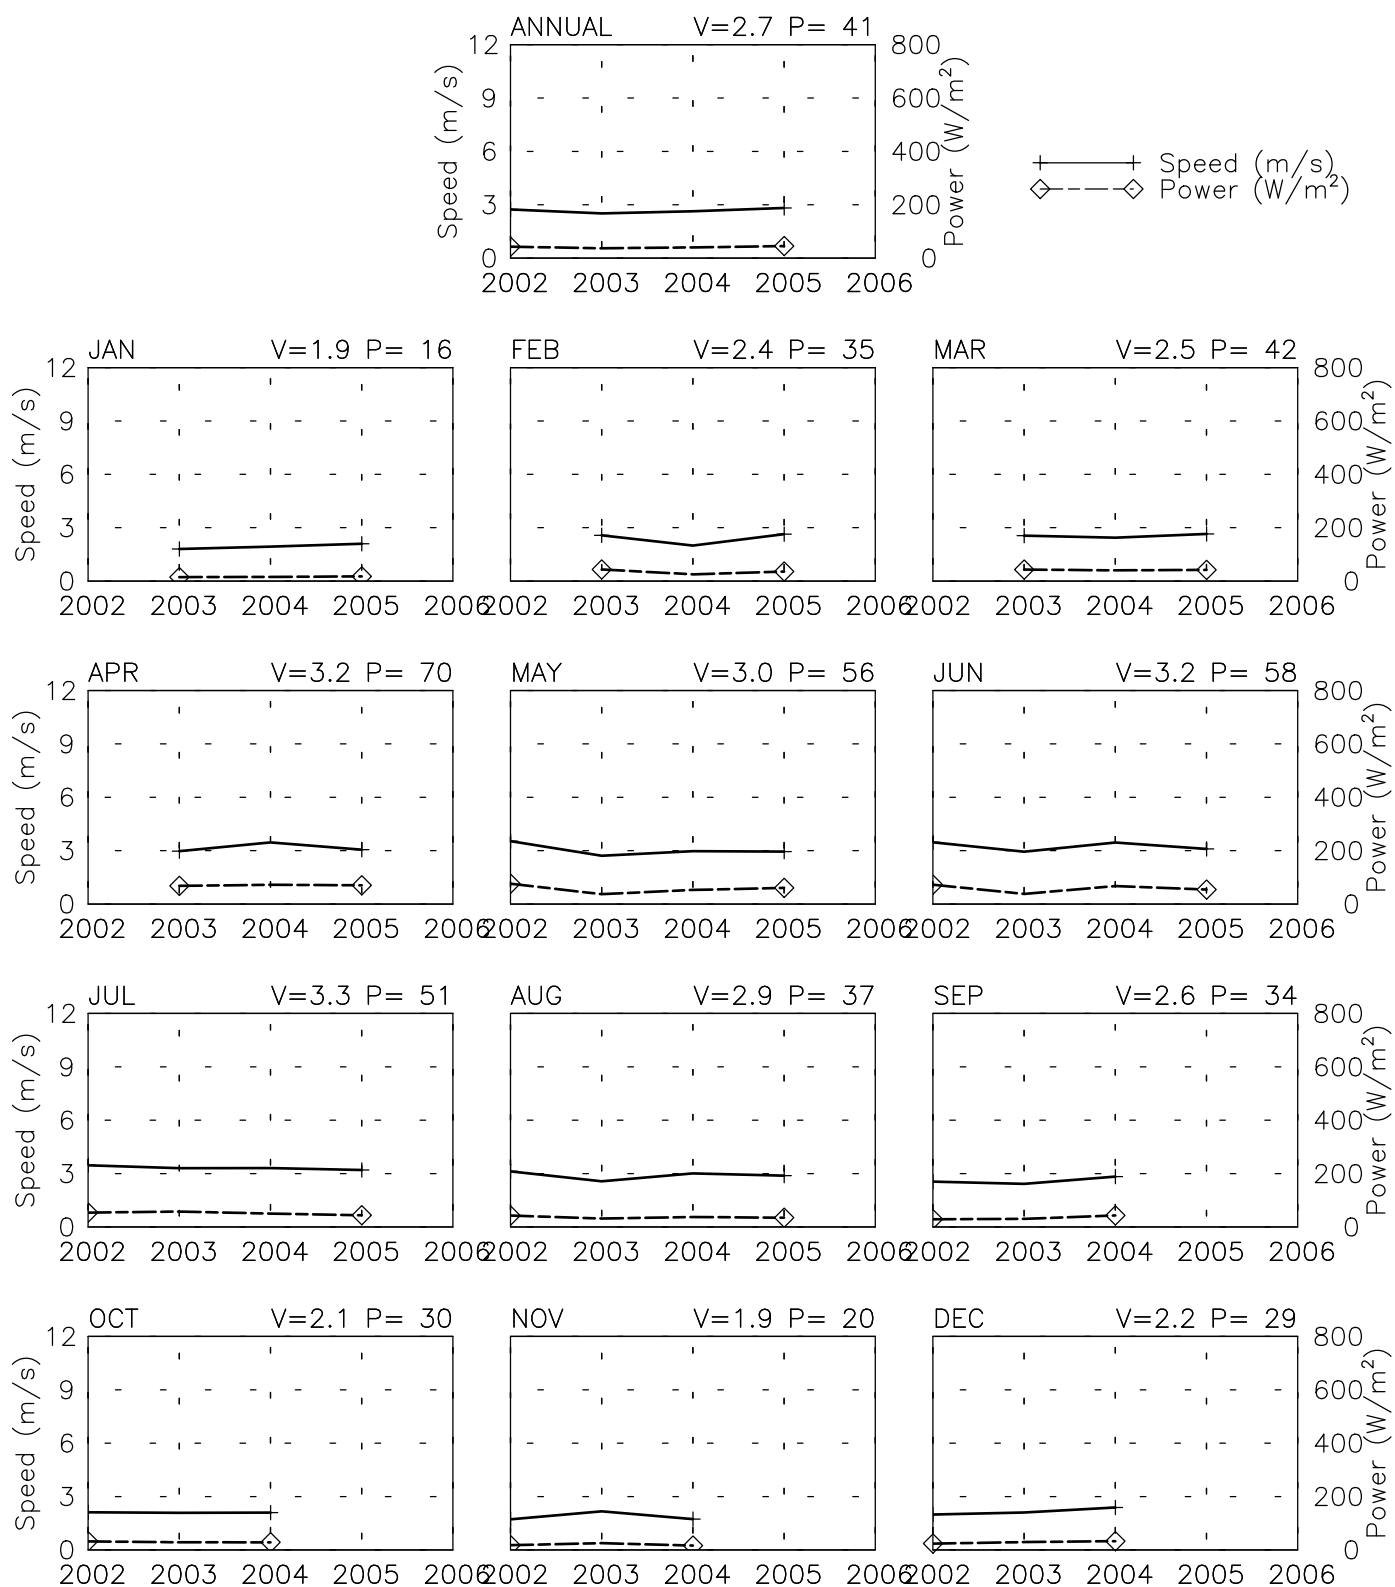 ANNUAL V=2.7 P= 41
12 800
9 600
6 400
3 200
0 0
Speed (m/s)
Power (W/m²)
2002 2003 2004 2005 2006
Speed (m/s)
Power (W/m²)
JAN V=1.9 P= 16 FEB V=2.4 P= 35 MAR V=2.5 P= 42
12 800
9 600
6 400
3 200
0 0
Speed (m/s)
Power (W/m²)
2002 2003 2004 2005 2006 2002 2003 2004 2005 2006 2002 2003 2004 2005 2006
APR V=3.2 P= 70 MAY V=3.0 P= 56 JUN V=3.2 P= 58
12 800
9 600
6 400
3 200
0 0
Speed (m/s)
Power (W/m²)
2002 2003 2004 2005 2006 2002 2003 2004 2005 2006 2002 2003 2004 2005 2006
JUL V=3.3 P= 51 AUG V=2.9 P= 37 SEP V=2.6 P= 34
12 800
9 600
6 400
3 200
0 0
Speed (m/s)
Power (W/m²)
2002 2003 2004 2005 2006 2002 2003 2004 2005 2006 2002 2003 2004 2005 2006
OCT V=2.1 P= 30 NOV V=1.9 P= 20 DEC V=2.2 P= 29
12 800
9 600
6 400
3 200
0 0
Speed (m/s)
Power (W/m²)
2002 2003 2004 2005 2006 2002 2003 2004 2005 2006 2002 2003 2004 2005 2006